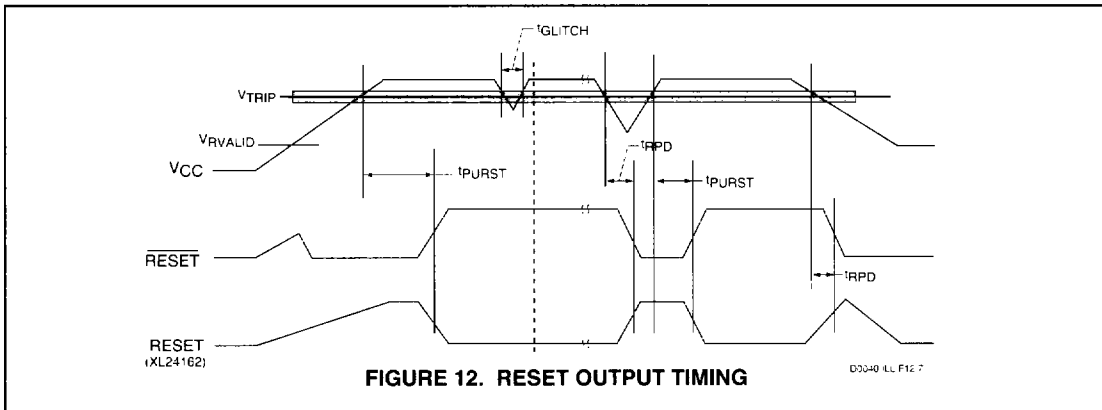 tGLITCH
VTRIP
VRVALID
VCC
tPURST
tRPD
tPURST
RESET
tRPD
RESET
(XL24162)
FIGURE 12. RESET OUTPUT TIMING